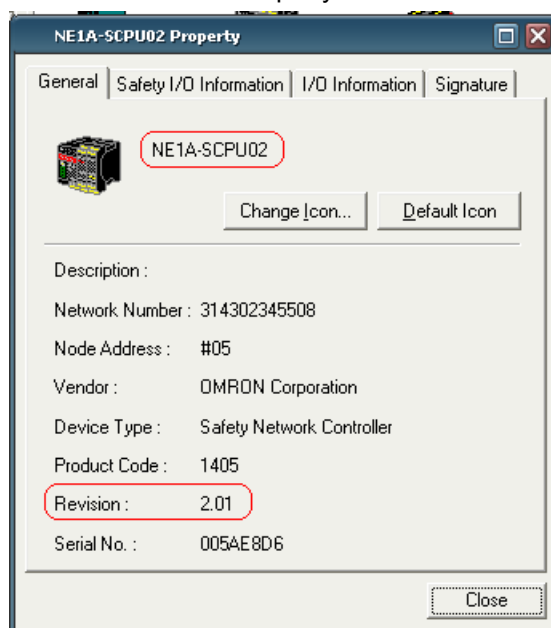 NE1A-SCPU02 Property
General Safety I/O Information I/O Information Signature
NE1A-SCPU02
Change Icon... Default Icon
Description :
Network Number : 314302345508
Node Address : #05
Vendor : OMRON Corporation
Device Type : Safety Network Controller
Product Code : 1405
Revision : 2.01
Serial No. : 005AE8D6
Close